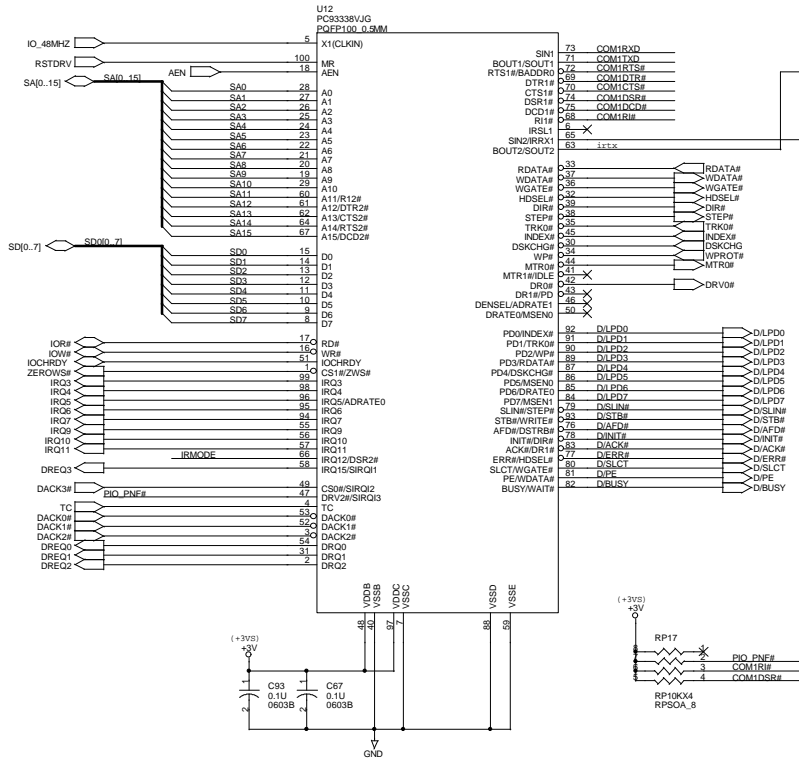 U12
PC93338VJG
PQFP100_0.5MM
IO_48MHZ 5 X1(CLKIN)
RSTDRV 100 MR
AEN 18 AEN
SA[0..15] SA[0..15]
SA0 28 A0
SA1 27 A1
SA2 26 A2
SA3 25 A3
SA4 24 A4
SA5 23 A5
SA6 22 A6
SA7 21 A7
SA8 20 A8
SA9 19 A9
SA10 29 A10
SA11 60 A11/RI2#
SA12 61 A12/DTR2#
SA13 62 A13/CTS2#
SA14 64 A14/RTS2#
SA15 67 A15/DCD2#
SD[0..7] SD0[0..7]
SD0 15 D0
SD1 14 D1
SD2 13 D2
SD3 12 D3
SD4 11 D4
SD5 10 D5
SD6 9 D6
SD7 8 D7
IOR# 17 RD#
IOW# 16 WR#
IOCHRDY 51 IOCHRDY
ZEROWS# 1 CS1#/ZWS#
IRQ3 99 IRQ3
IRQ4 98 IRQ4
IRQ5 96 IRQ5/ADRATE0
IRQ6 95 IRQ6
IRQ7 94 IRQ7
IRQ9 55 IRQ9
IRQ10 56 IRQ10
IRQ11 57 IRQ11
IRMODE 66 IRQ12/DSR2#
DREQ3 58 IRQ15/SIRQI1
DACK3# 49 CS0#/SIRQI2
PIO_PNF# 47 DRV2#/SIRQI3
TC 4 TC
DACK0# 53 DACK0#
DACK1# 52 DACK1#
DACK2# 3 DACK2#
DREQ0 54 DRQ0
DREQ1 31 DRQ1
DREQ2 2 DRQ2
SIN1 73 COM1RXD
BOUT1/SOUT1 71 COM1TXD
RTS1#/BADDR0 72 COM1RTS#
DTR1# 69 COM1DTR#
CTS1# 70 COM1CTS#
DSR1# 74 COM1DSR#
DCD1# 75 COM1DCD#
RI1# 68 COM1RI#
IRSL1 6
SIN2/IRRX1 65
BOUT2/SOUT2 63 irtx
RDATA# 33 RDATA#
WDATA# 37 WDATA#
WGATE# 36 WGATE#
HDSEL# 32 HDSEL#
DIR# 39 DIR#
STEP# 38 STEP#
TRK0# 35 TRK0#
INDEX# 45 INDEX#
DSKCHG# 30 DSKCHG
WP# 34 WPROT#
MTR0# 44 MTR0#
MTR1#/IDLE 41
DR0# 42 DRV0#
DR1#/PD 43
DENSEL/ADRATE1 46
DRATE0/MSEN0 50
PD0/INDEX# 92 D/LPD0 D/LPD0
PD1/TRK0# 91 D/LPD1 D/LPD1
PD2/WP# 90 D/LPD2 D/LPD2
PD3/RDATA# 89 D/LPD3 D/LPD3
PD4/DSKCHG# 87 D/LPD4 D/LPD4
PD5/MSEN0 86 D/LPD5 D/LPD5
PD6/DRATE0 85 D/LPD6 D/LPD6
PD7/MSEN1 84 D/LPD7 D/LPD7
SLIN#/STEP# 79 D/SLIN# D/SLIN#
STB#/WRITE# 93 D/STB# D/STB#
AFD#/DSTRB# 76 D/AFD# D/AFD#
INIT#/DIR# 78 D/INIT# D/INIT#
ACK#/DR1# 83 D/ACK# D/ACK#
ERR#/HDSEL# 77 D/ERR# D/ERR#
SLCT/WGATE# 80 D/SLCT D/SLCT
PE/WDATA# 81 D/PE D/PE
BUSY/WAIT# 82 D/BUSY D/BUSY
VDDB VSSB VDDC VSSC VSSD VSSE
48 40 97 7 88 59
(+3VS)
+3V
1 C93 0.1U 0603B 2
1 C67 0.1U 0603B 2
GND
(+3VS)
+3V
RP17
1
2 PIO_PNF#
3 COM1RI#
4 COM1DSR#
RP10KX4
RPSOA_8